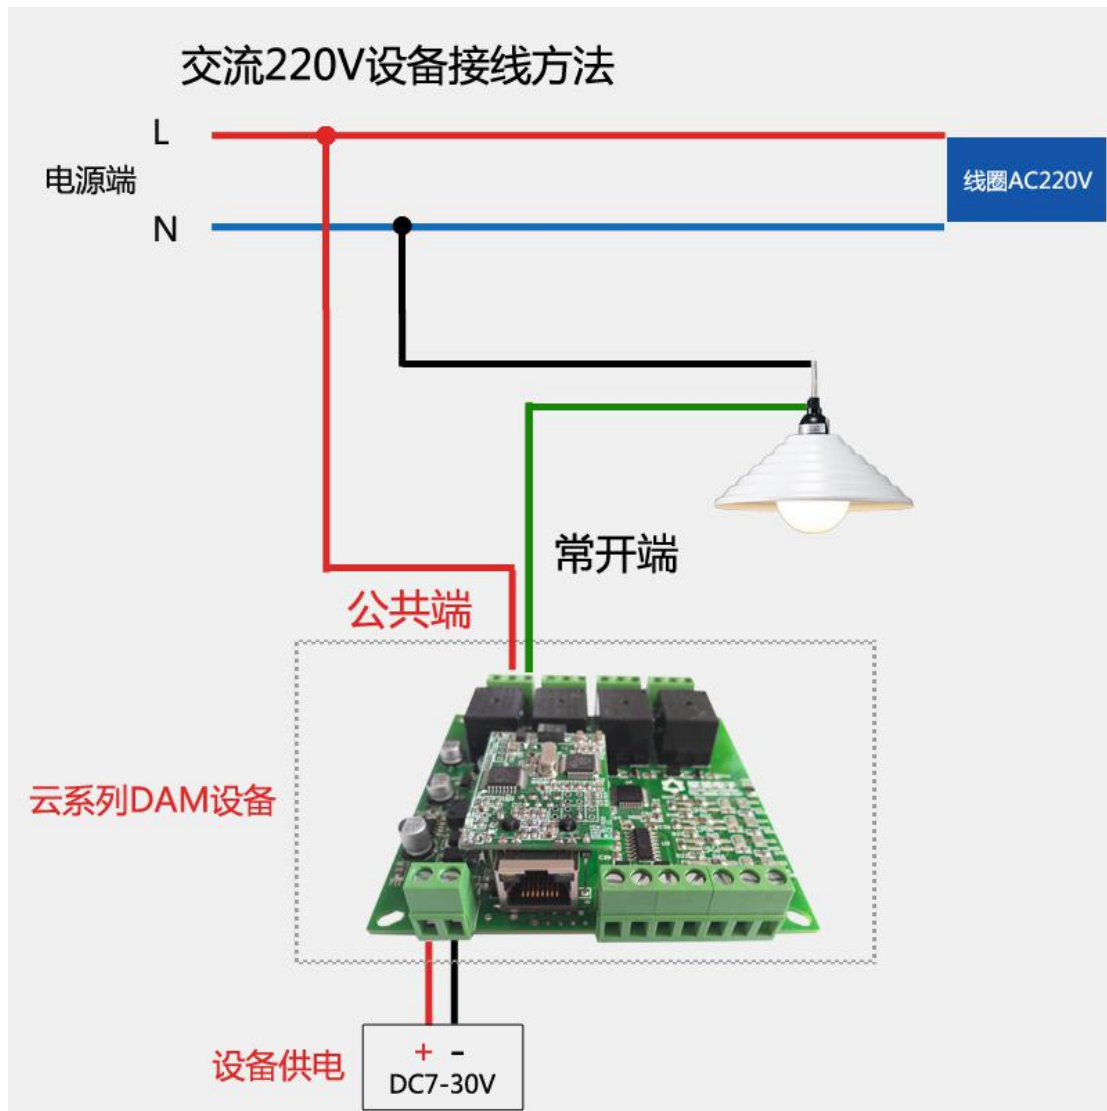 交流220V设备接线方法
L
电源端
线圈AC220V
N
常开端
公共端
云系列DAM设备
设备供电
+ -
DC7-30V